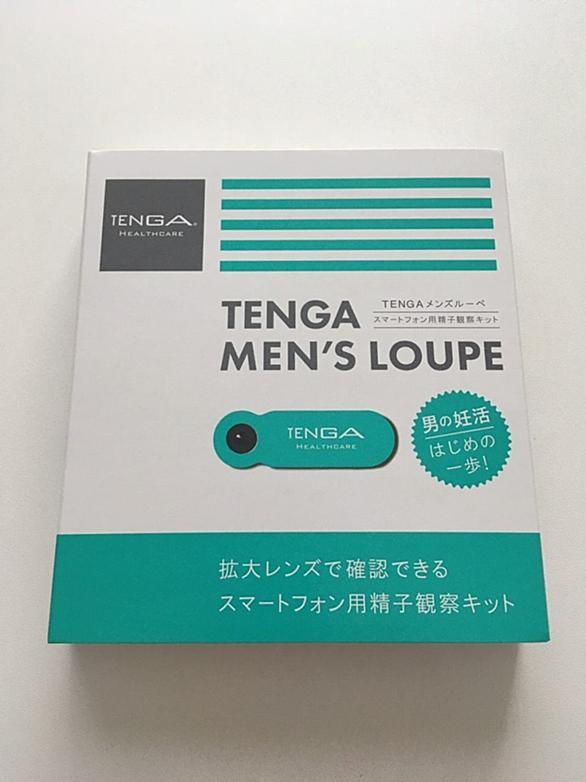 TENGA®
HEALTHCARE
TENGA
TENGAメンズルーペ
スマートフォン用精子観察キット
MEN'S LOUPE
TENGA
HEALTHCARE
男の妊活
はじめの
一歩!
拡大レンズで確認できる
スマートフォン用精子観察キット